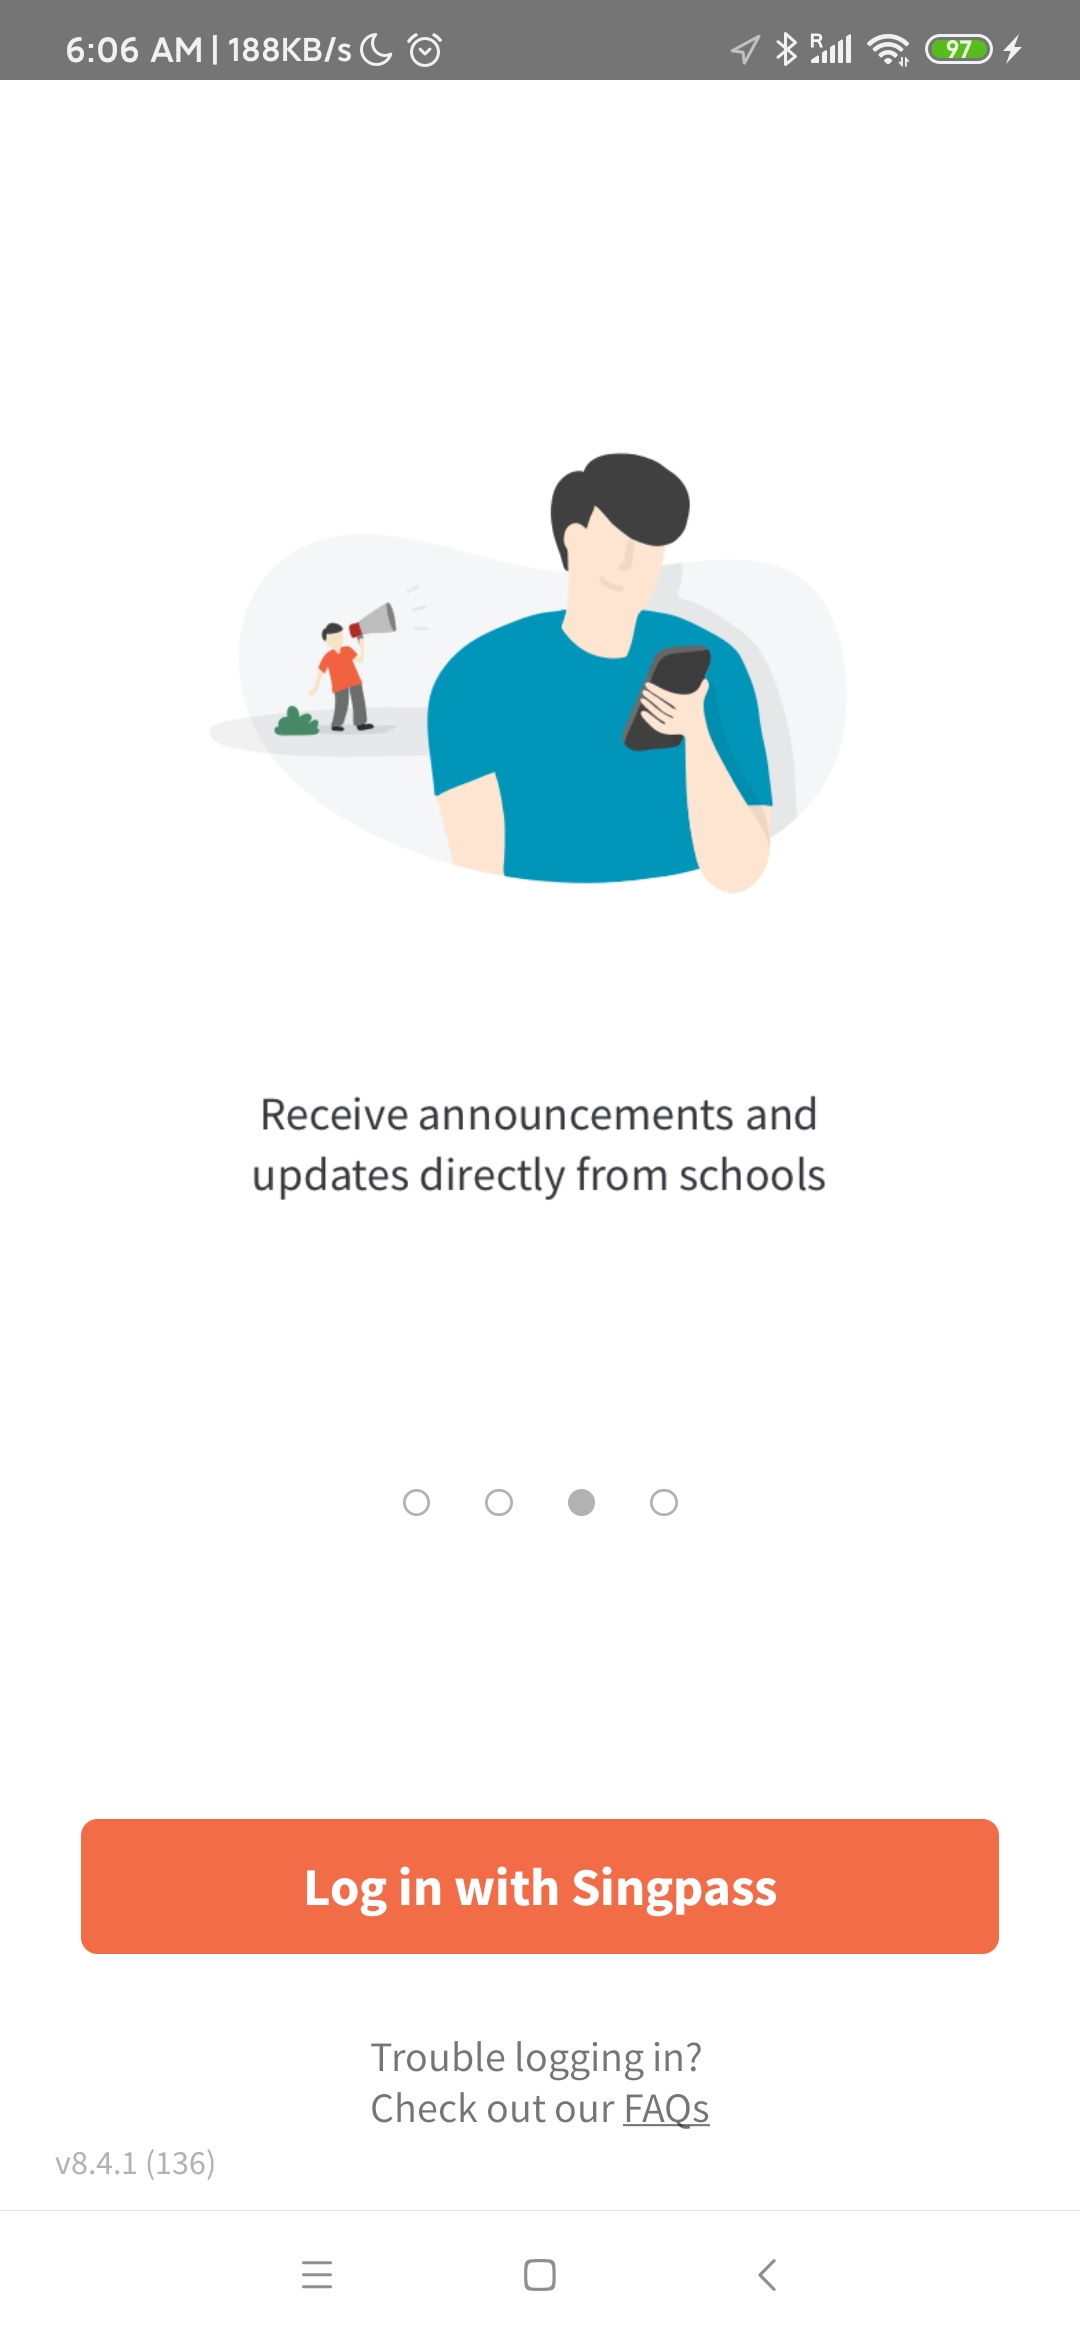 6:06 AM | 188KB/s R 97
Receive announcements and
updates directly from schools
Log in with Singpass
Trouble logging in?
Check out our FAQs
v8.4.1 (136)